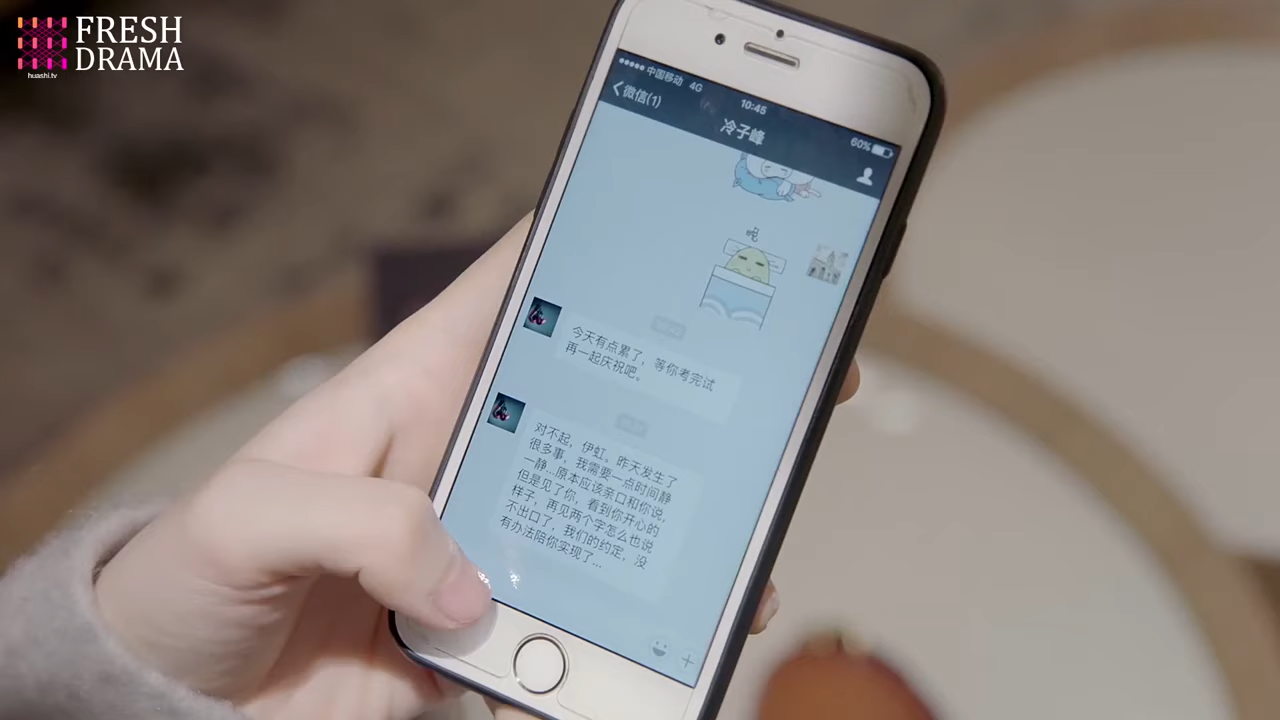 FRESH
DRAMA
huashi.tv
中国移动 4G
10:45
60%
微信(1)
冷子峰
今天有点累了，等你考完试
再一起庆祝吧。
对不起，伊虹。昨天发生了
很多事，我需要一点时间静
一静...原本应该亲口和你说，
但是见了你，看到你开心的
样子，再见两个字怎么也说
不出口了，我们的约定，没
有办法陪你实现了...